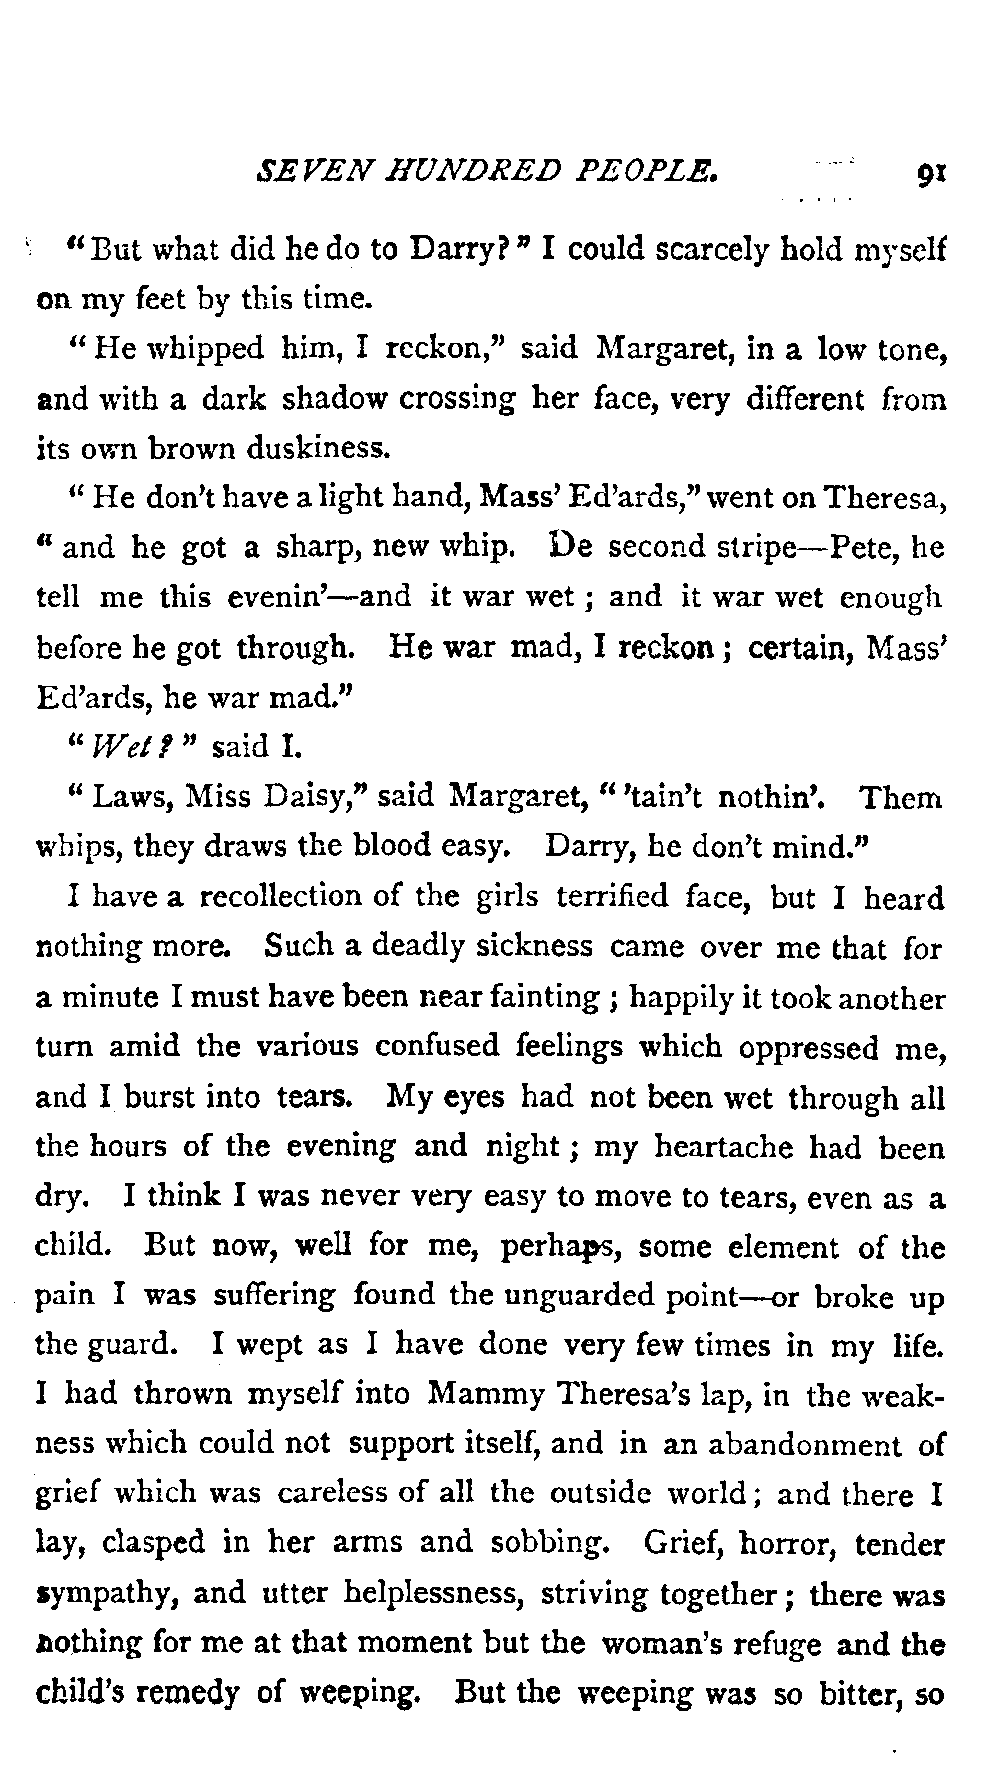 SEVEN HUNDRED PEOPLE. 91
"But what did he do to Darry?" I could scarcely hold myself
on my feet by this time.
"He whipped him, I reckon," said Margaret, in a low tone,
and with a dark shadow crossing her face, very different from
its own brown duskiness.
"He don't have a light hand, Mass' Ed'ards," went on Theresa,
"and he got a sharp, new whip. De second stripe—Pete, he
tell me this evenin'—and it war wet; and it war wet enough
before he got through. He war mad, I reckon; certain, Mass'
Ed'ards, he war mad."
"Wet?" said I.
"Laws, Miss Daisy," said Margaret, "'tain't nothin'. Them
whips, they draws the blood easy. Darry, he don't mind."
I have a recollection of the girls terrified face, but I heard
nothing more. Such a deadly sickness came over me that for
a minute I must have been near fainting; happily it took another
turn amid the various confused feelings which oppressed me,
and I burst into tears. My eyes had not been wet through all
the hours of the evening and night; my heartache had been
dry. I think I was never very easy to move to tears, even as a
child. But now, well for me, perhaps, some element of the
pain I was suffering found the unguarded point—or broke up
the guard. I wept as I have done very few times in my life.
I had thrown myself into Mammy Theresa's lap, in the weak-
ness which could not support itself, and in an abandonment of
grief which was careless of all the outside world; and there I
lay, clasped in her arms and sobbing. Grief, horror, tender
sympathy, and utter helplessness, striving together; there was
nothing for me at that moment but the woman's refuge and the
child's remedy of weeping. But the weeping was so bitter, so